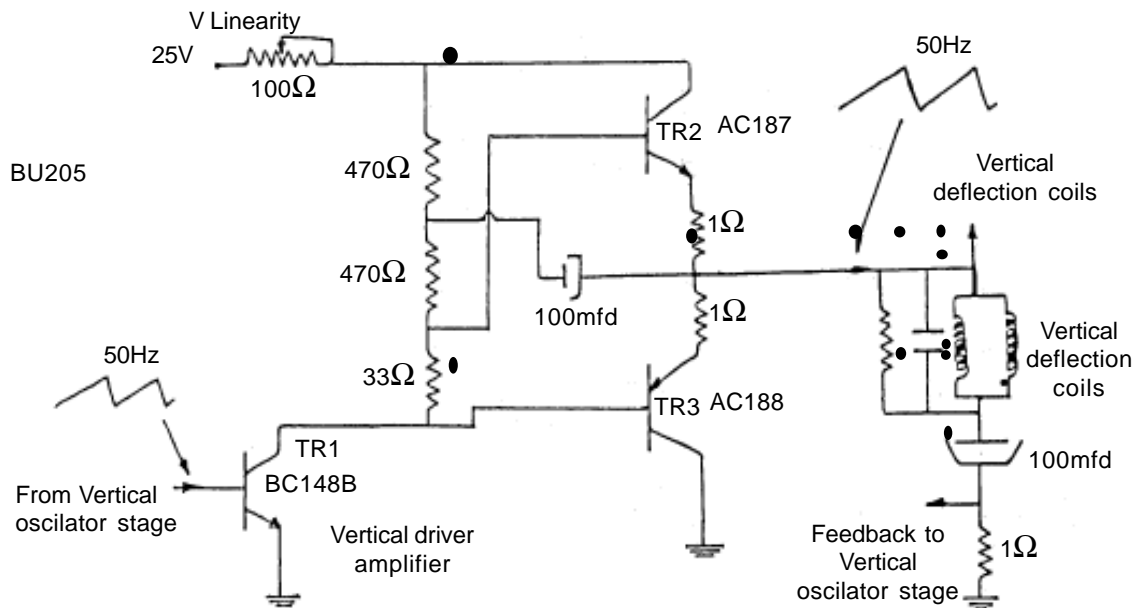 V Linearity
25V
100Ω
50Hz
TR2 AC187
BU205
470Ω
Vertical
deflection coils
1Ω
470Ω
100mfd
1Ω
50Hz
33Ω
Vertical
deflection
coils
TR3 AC188
TR1
BC148B
100mfd
From Vertical
oscilator stage
Vertical driver
amplifier
Feedback to
Vertical
oscilator stage
1Ω